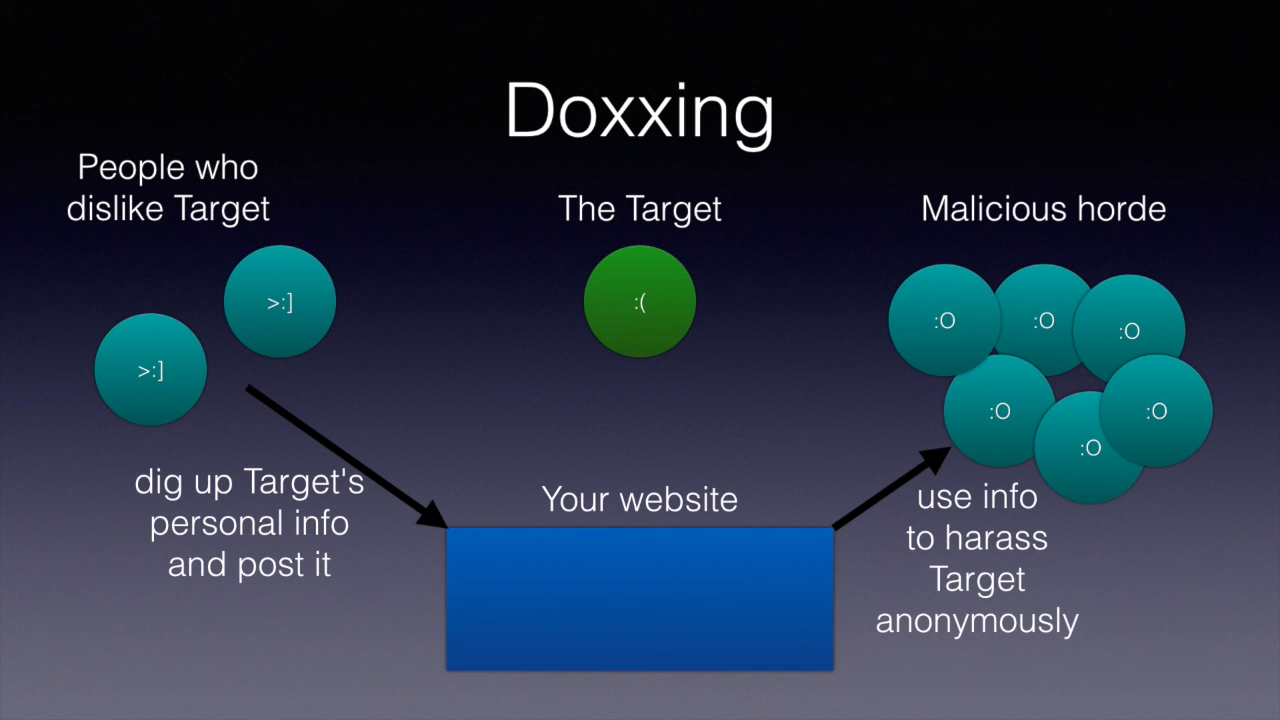 Doxxing
People who
dislike Target
The Target
Malicious horde
>:]
>:]
:(
:O
:O
:O
:O
:O
:O
dig up Target's
personal info
and post it
Your website
use info
to harass
Target
anonymously